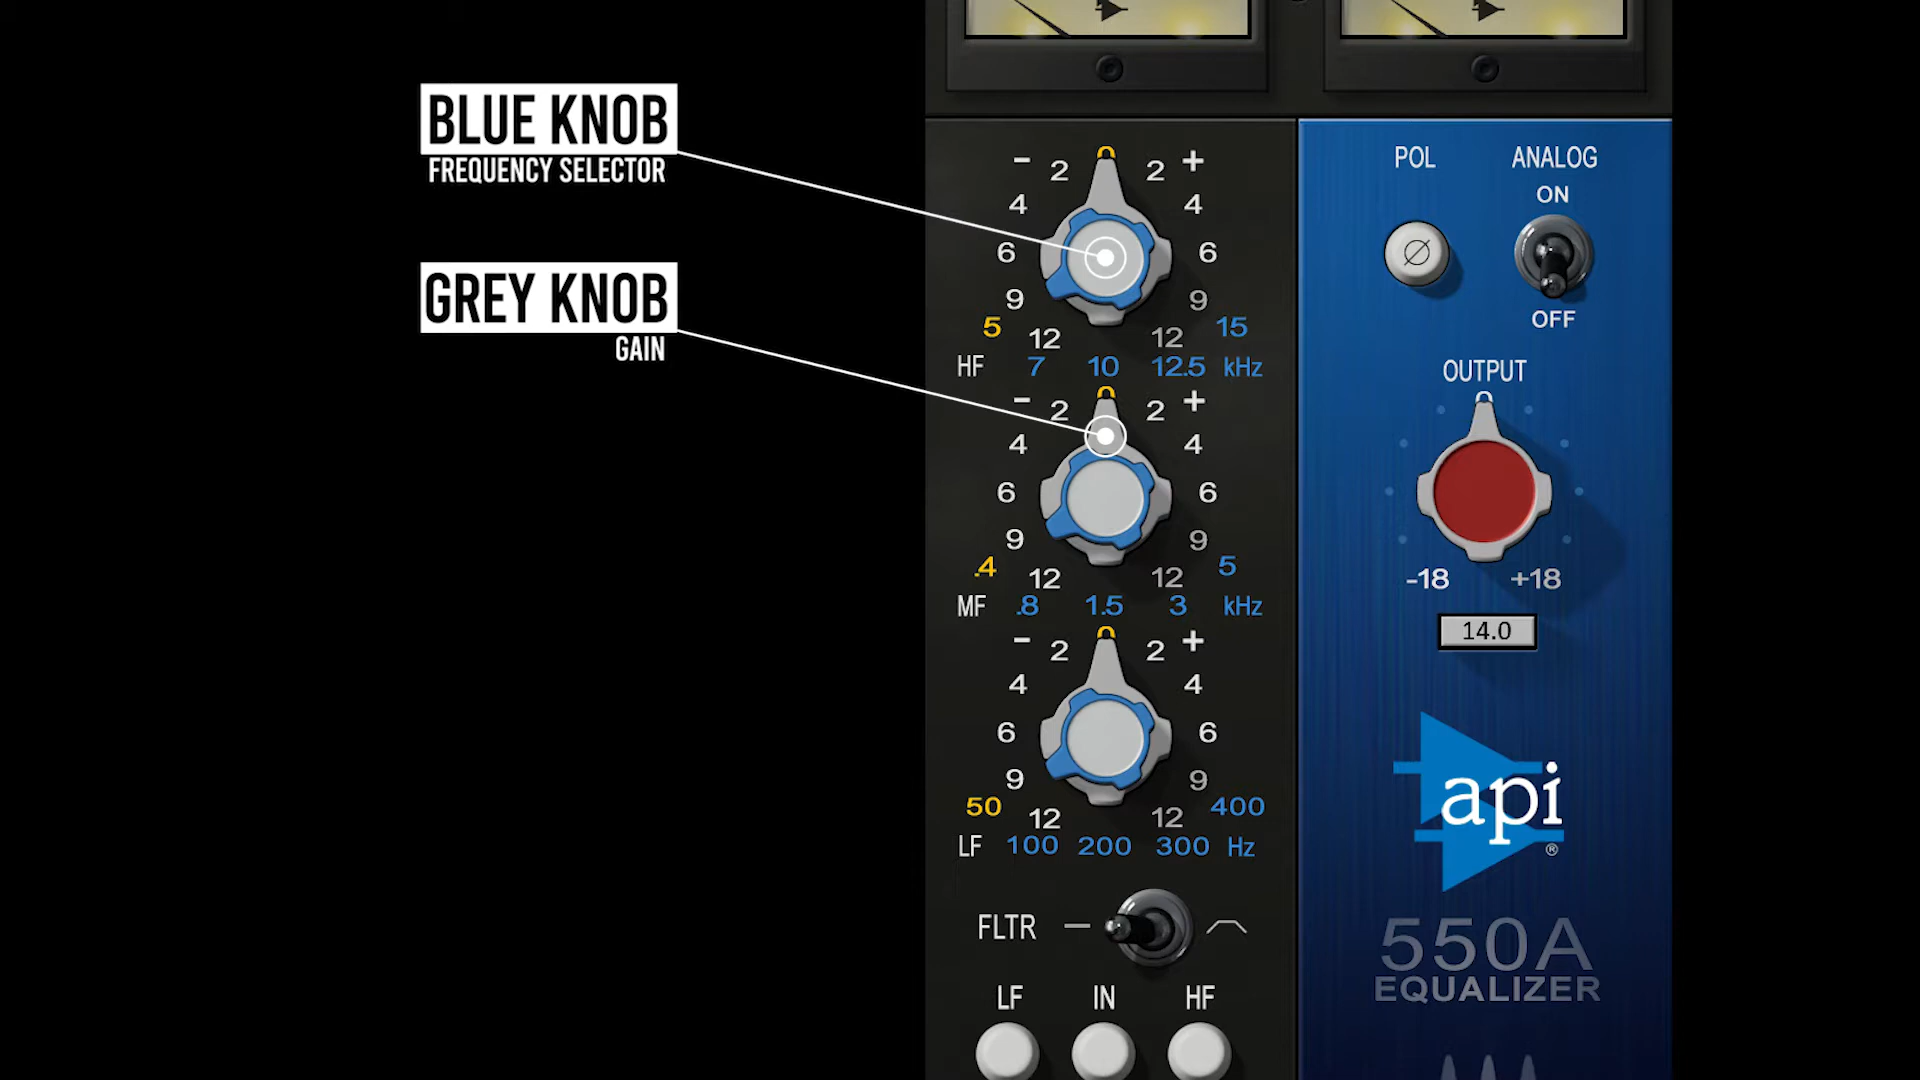 BLUE KNOB
FREQUENCY SELECTOR
GREY KNOB
GAIN
- 2 2 +
4 4
6 6
9 9
5 12 12 15
HF 7 10 12.5 kHz
- 2 2 +
4 4
6 6
9 9
.4 12 12 5
MF .8 1.5 3 kHz
- 2 2 +
4 4
6 6
9 9
50 12 12 400
LF 100 200 300 Hz
FLTR
LF IN HF
POL ANALOG
ON
Ø
OFF
OUTPUT
-18 +18
14.0
api
®
550A
EQUALIZER